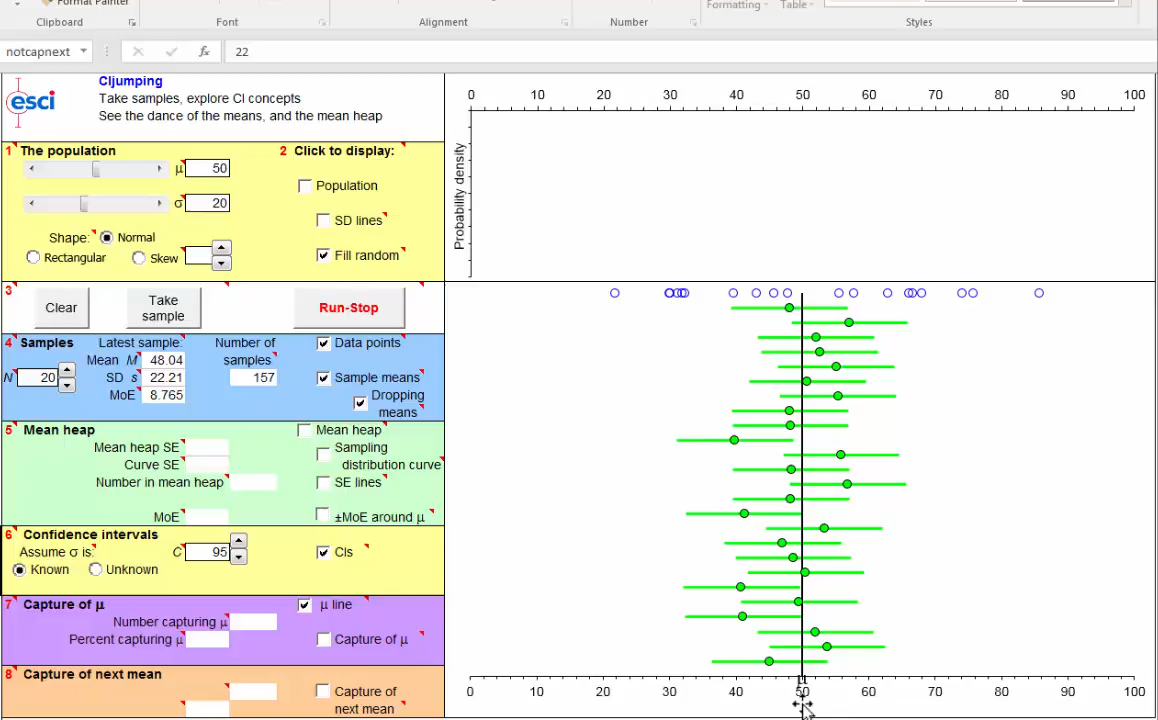 Format Painter
Formatting Table
Clipboard Font Alignment Number Styles
notcapnext fx 22
esci
CIjumping
Take samples, explore CI concepts
See the dance of the means, and the mean heap
1 The population
μ 50
σ 20
Shape: Normal
Rectangular Skew
2 Click to display:
Population
SD lines
Fill random
3
Clear
Take
sample
Run-Stop
4 Samples
Latest sample:
Number of
samples
Mean M 48.04
N 20 SD s 22.21 157
MoE 8.765
Data points
Sample means
Dropping
means
5 Mean heap
Mean heap SE
Curve SE
Number in mean heap
MoE
Mean heap
Sampling
distribution curve
SE lines
±MoE around μ
6 Confidence intervals
Assume σ is: C 95
Known Unknown
CIs
7 Capture of μ
Number capturing μ
Percent capturing μ
μ line
Capture of μ
8 Capture of next mean
Capture of
next mean
0 10 20 30 40 50 60 70 80 90 100
Probability density
μ
0 10 20 30 40 50 60 70 80 90 100